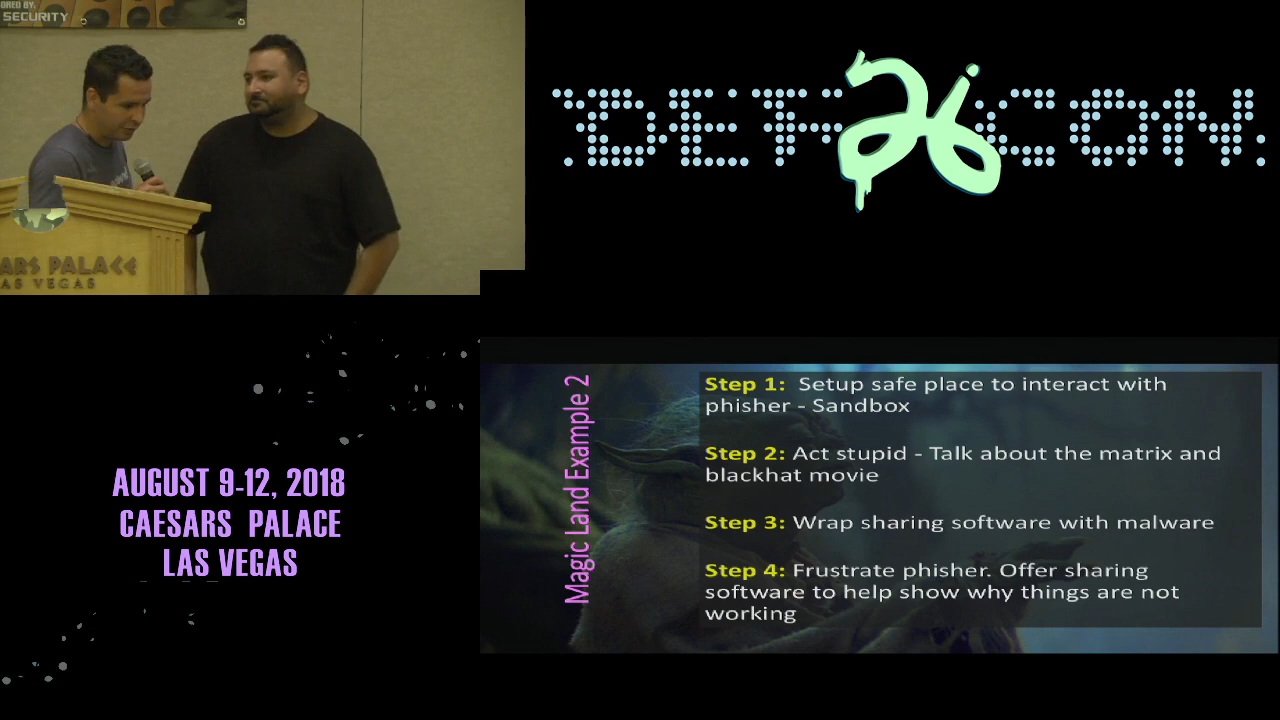 ORED BY:
SECURITY
ARS PALACE
AS VEGAS
DEF26CON.
AUGUST 9-12, 2018
CAESARS PALACE
LAS VEGAS
Magic Land Example 2
Step 1: Setup safe place to interact with
phisher - Sandbox
Step 2: Act stupid - Talk about the matrix and
blackhat movie
Step 3: Wrap sharing software with malware
Step 4: Frustrate phisher. Offer sharing
software to help show why things are not
working